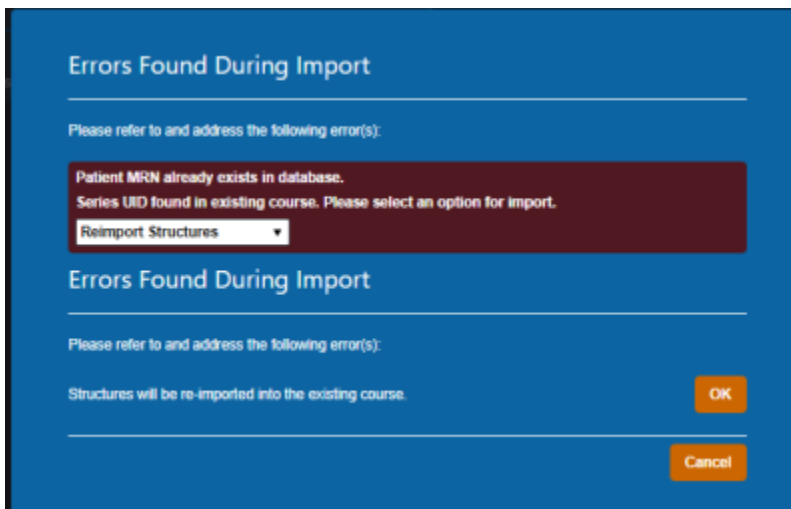 Errors Found During Import
Please refer to and address the following error(s):
Patient MRN already exists in database.
Series UID found in existing course. Please select an option for import.
Reimport Structures
Errors Found During Import
Please refer to and address the following error(s):
Structures will be re-imported into the existing course.
OK
Cancel